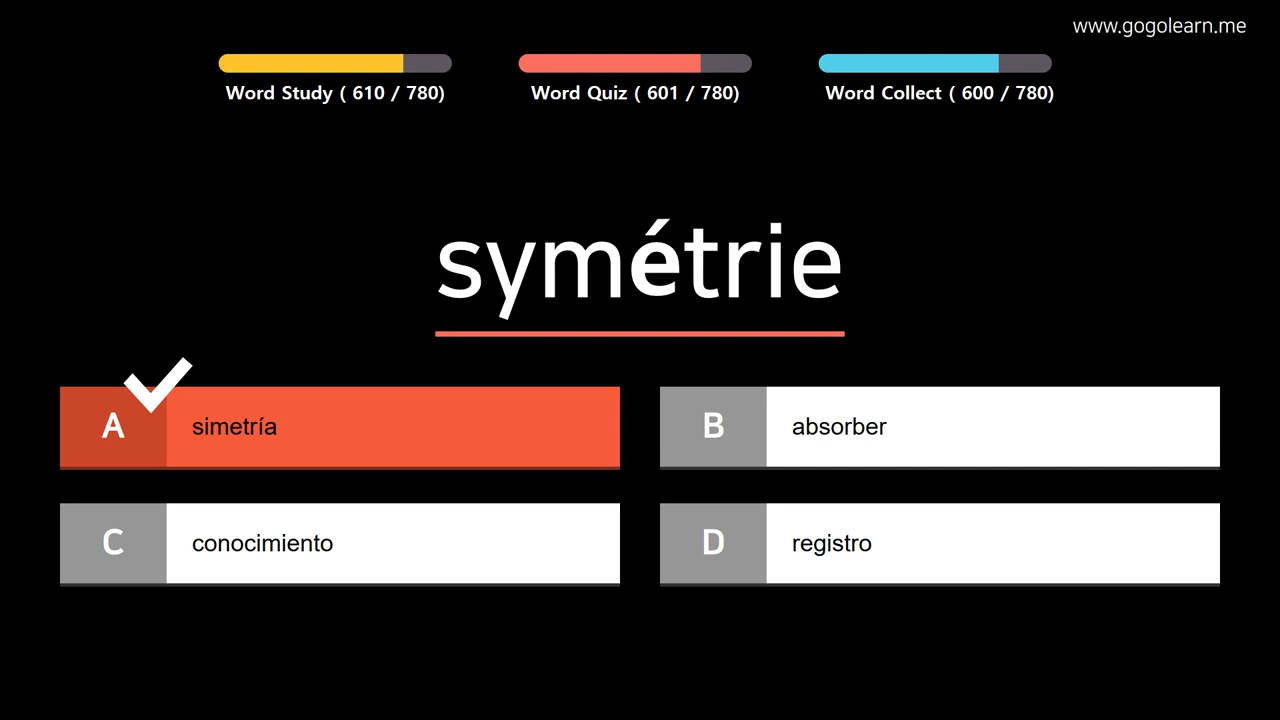 www.gogolearn.me
Word Study ( 610 / 780)
Word Quiz ( 601 / 780)
Word Collect ( 600 / 780)
symétrie
A simetría
B absorber
C conocimiento
D registro